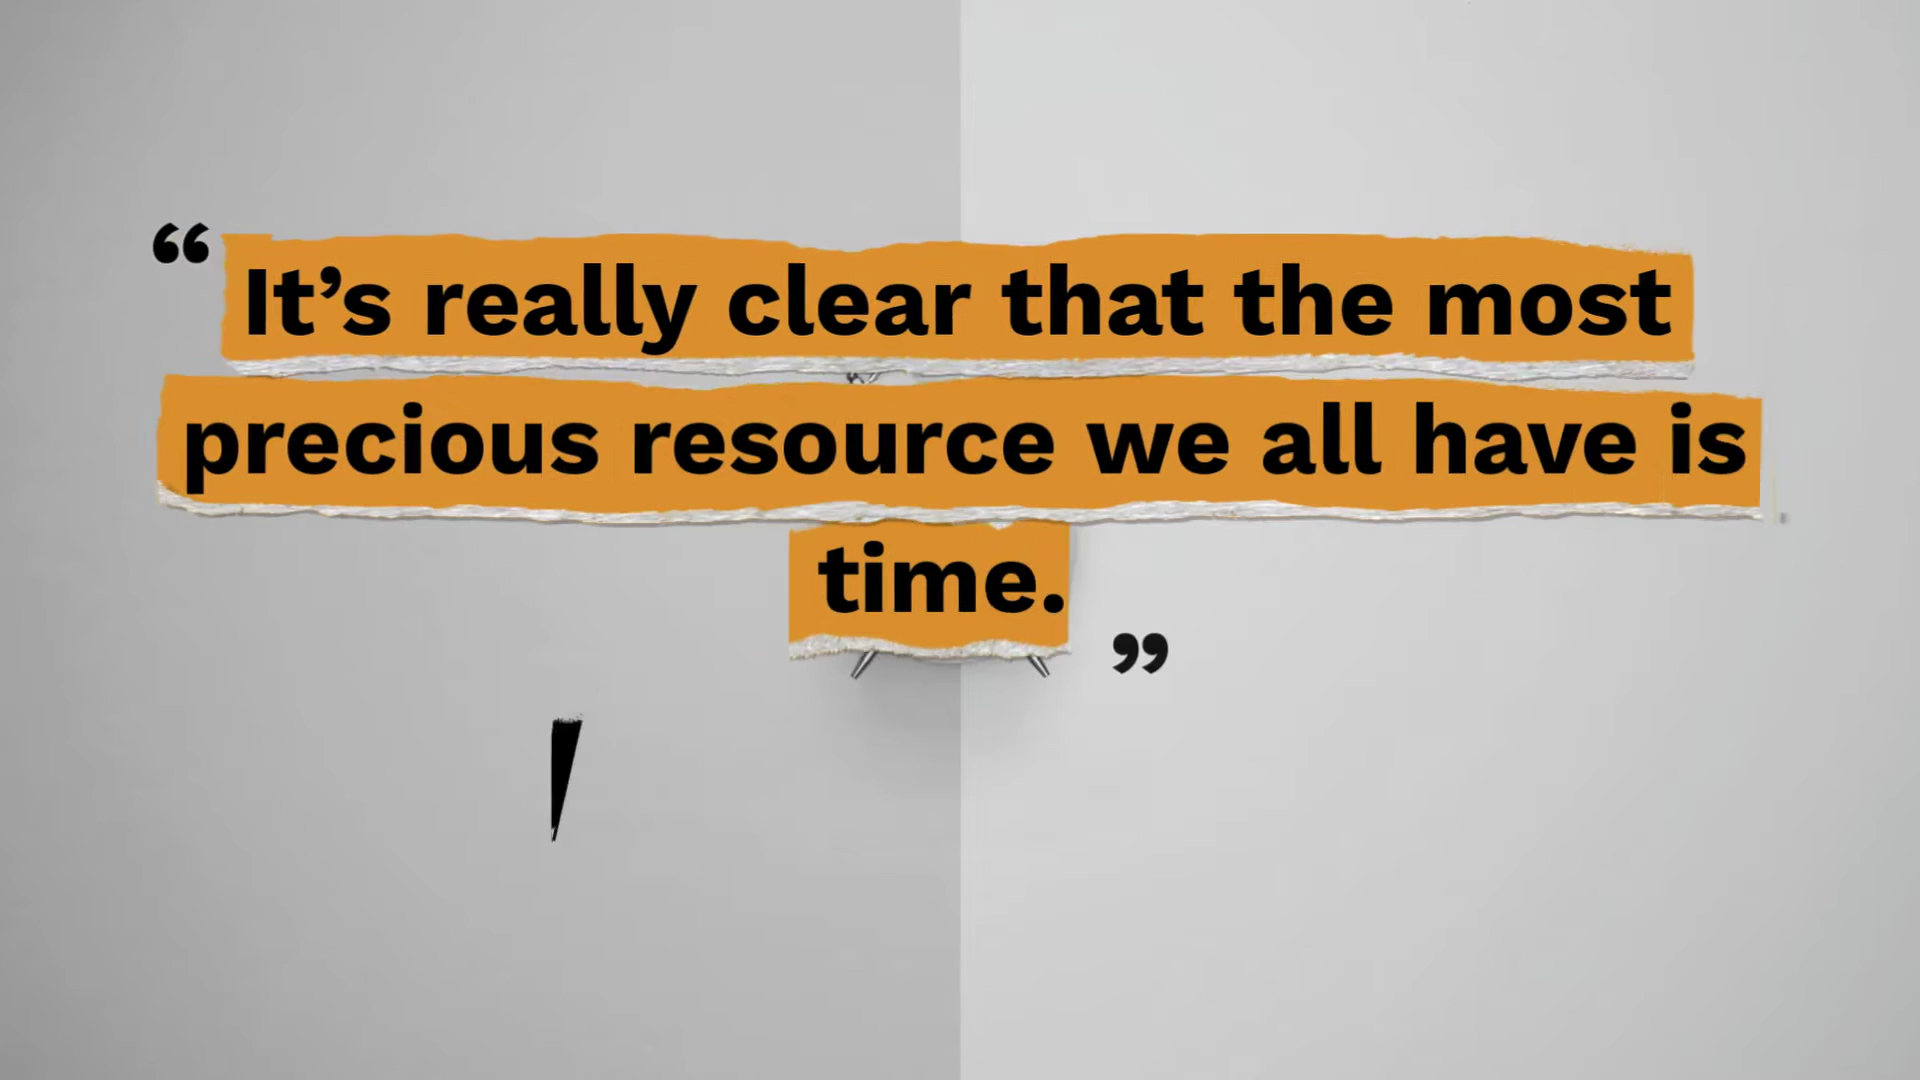 “It’s really clear that the most
precious resource we all have is
time.”